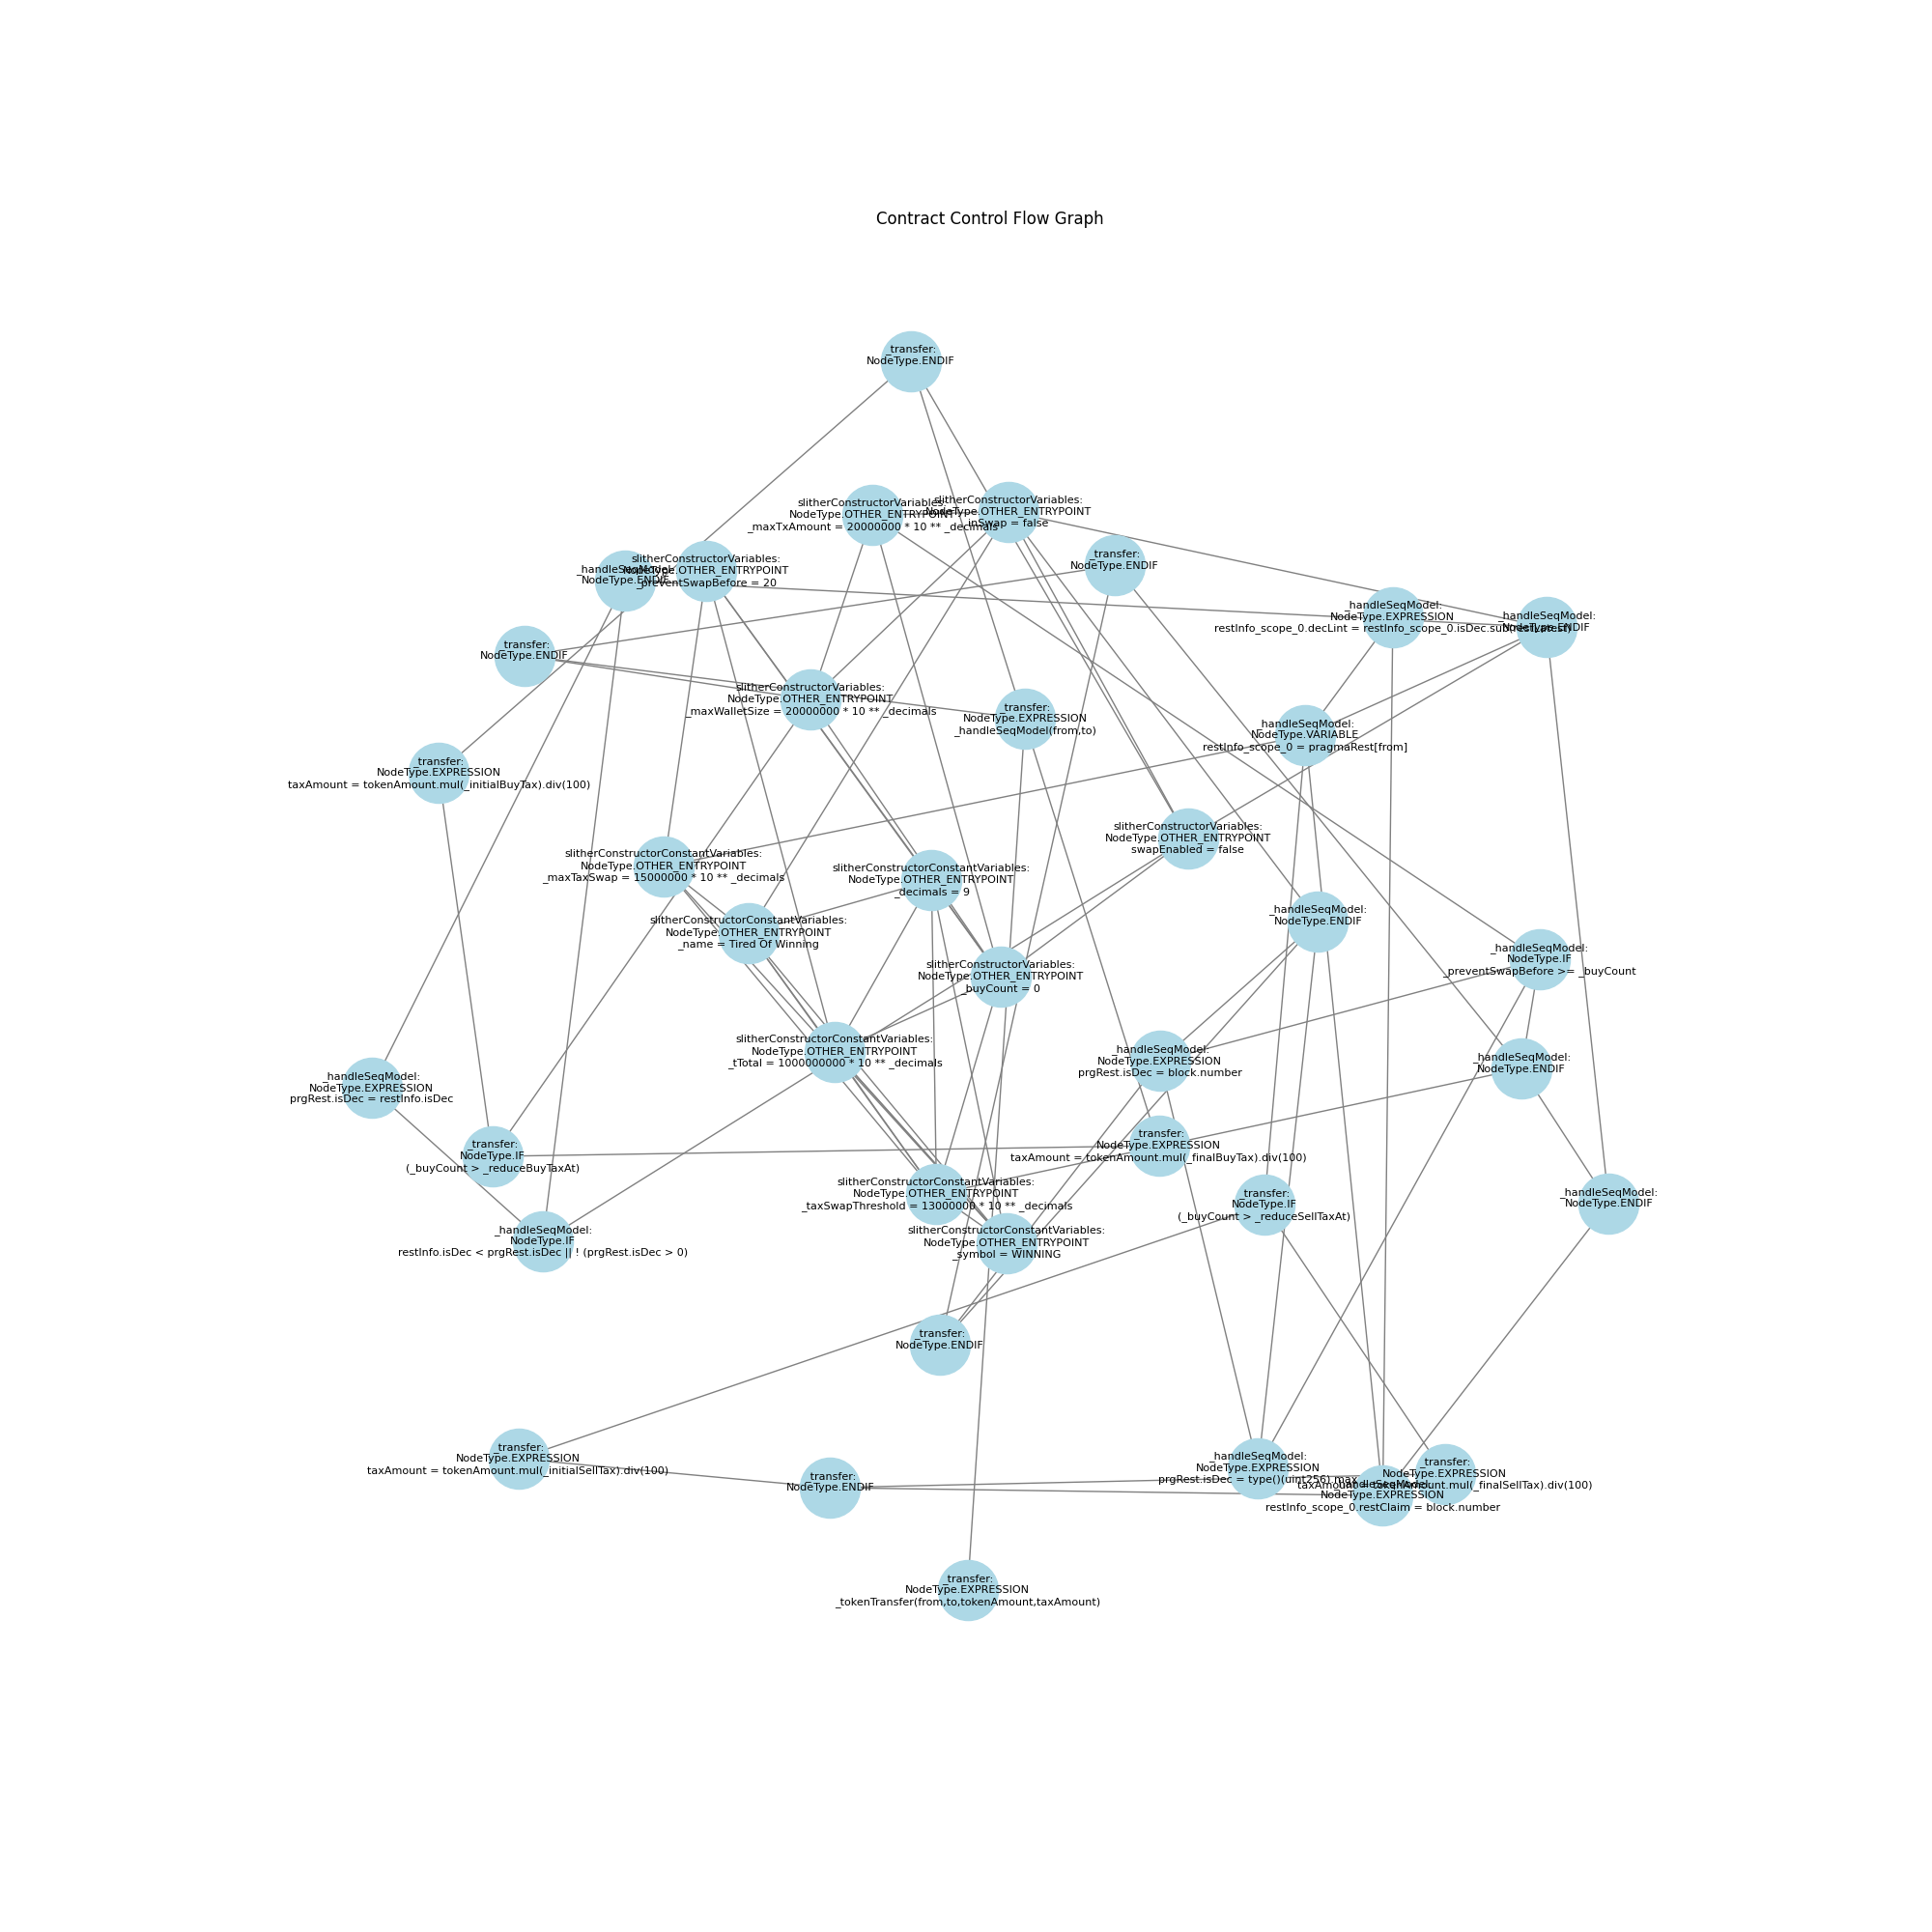 Contract Control Flow Graph
_transfer:
NodeType.ENDIF
slitherConstructorVariables:
NodeType.OTHER_ENTRYPOINT
_maxTxAmount = 20000000 * 10 ** _decimals
slitherConstructorVariables:
NodeType.OTHER_ENTRYPOINT
inSwap = false
_transfer:
NodeType.ENDIF
_handleSeqModel:
NodeType.ENDIF
slitherConstructorVariables:
NodeType.OTHER_ENTRYPOINT
_preventSwapBefore = 20
_handleSeqModel:
NodeType.EXPRESSION
restInfo_scope_0.decLint = restInfo_scope_0.isDec.sub(restLatest)
_handleSeqModel:
NodeType.ENDIF
_transfer:
NodeType.ENDIF
slitherConstructorVariables:
NodeType.OTHER_ENTRYPOINT
_maxWalletSize = 20000000 * 10 ** _decimals
_transfer:
NodeType.EXPRESSION
_handleSeqModel(from,to)
_handleSeqModel:
NodeType.VARIABLE
restInfo_scope_0 = pragmaRest[from]
_transfer:
NodeType.EXPRESSION
taxAmount = tokenAmount.mul(_initialBuyTax).div(100)
slitherConstructorVariables:
NodeType.OTHER_ENTRYPOINT
swapEnabled = false
slitherConstructorConstantVariables:
NodeType.OTHER_ENTRYPOINT
_maxTaxSwap = 15000000 * 10 ** _decimals
slitherConstructorConstantVariables:
NodeType.OTHER_ENTRYPOINT
_decimals = 9
slitherConstructorConstantVariables:
NodeType.OTHER_ENTRYPOINT
_name = Tired Of Winning
_handleSeqModel:
NodeType.ENDIF
_handleSeqModel:
NodeType.IF
_preventSwapBefore >= _buyCount
slitherConstructorVariables:
NodeType.OTHER_ENTRYPOINT
_buyCount = 0
slitherConstructorConstantVariables:
NodeType.OTHER_ENTRYPOINT
_tTotal = 1000000000 * 10 ** _decimals
_handleSeqModel:
NodeType.EXPRESSION
prgRest.isDec = block.number
_handleSeqModel:
NodeType.ENDIF
_handleSeqModel:
NodeType.EXPRESSION
prgRest.isDec = restInfo.isDec
_transfer:
NodeType.IF
(_buyCount > _reduceBuyTaxAt)
_transfer:
NodeType.EXPRESSION
taxAmount = tokenAmount.mul(_finalBuyTax).div(100)
slitherConstructorConstantVariables:
NodeType.OTHER_ENTRYPOINT
_taxSwapThreshold = 13000000 * 10 ** _decimals
_transfer:
NodeType.IF
(_buyCount > _reduceSellTaxAt)
_handleSeqModel:
NodeType.ENDIF
_handleSeqModel:
NodeType.IF
restInfo.isDec < prgRest.isDec || ! (prgRest.isDec > 0)
slitherConstructorConstantVariables:
NodeType.OTHER_ENTRYPOINT
_symbol = WINNING
_transfer:
NodeType.ENDIF
_transfer:
NodeType.EXPRESSION
taxAmount = tokenAmount.mul(_initialSellTax).div(100)
_transfer:
NodeType.ENDIF
_handleSeqModel:
NodeType.EXPRESSION
prgRest.isDec = type()(uint256).max
_transfer:
NodeType.EXPRESSION
taxAmount = tokenAmount.mul(_finalSellTax).div(100)
_handleSeqModel:
NodeType.EXPRESSION
restInfo_scope_0.restClaim = block.number
_transfer:
NodeType.EXPRESSION
_tokenTransfer(from,to,tokenAmount,taxAmount)